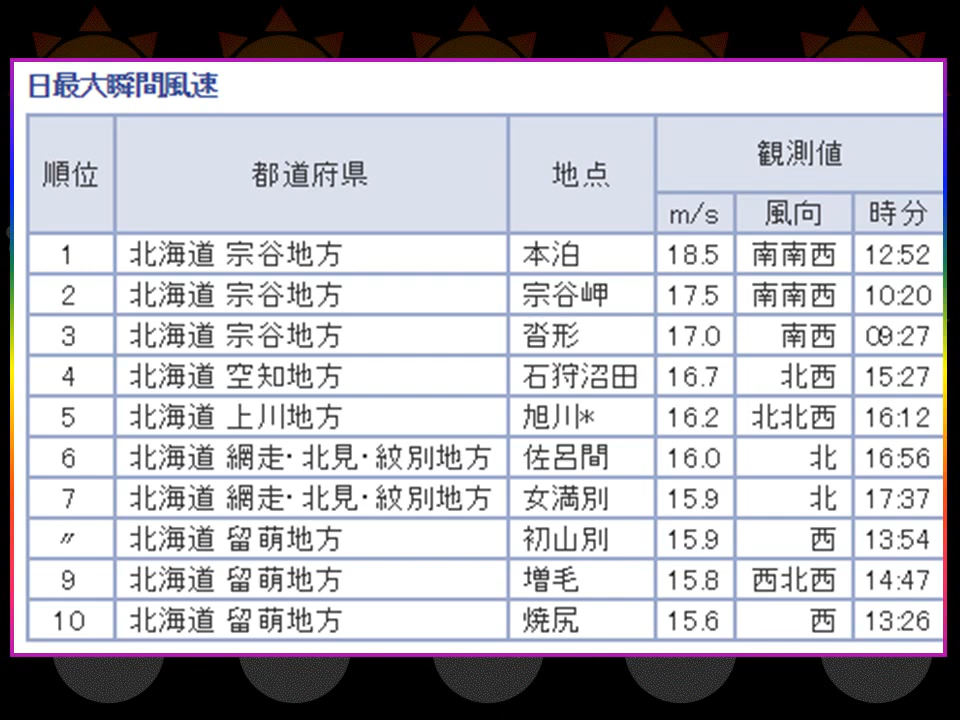 日最大瞬間風速
順位 都道府県 地点 観測値
m/s 風向 時分
1 北海道 宗谷地方 本泊 18.5 南南西 12:52
2 北海道 宗谷地方 宗谷岬 17.5 南南西 10:20
3 北海道 宗谷地方 沓形 17.0 南西 09:27
4 北海道 空知地方 石狩沼田 16.7 北西 15:27
5 北海道 上川地方 旭川* 16.2 北北西 16:12
6 北海道 網走・北見・紋別地方 佐呂間 16.0 北 16:56
7 北海道 網走・北見・紋別地方 女満別 15.9 北 17:37
〃 北海道 留萌地方 初山別 15.9 西 13:54
9 北海道 留萌地方 増毛 15.8 西北西 14:47
10 北海道 留萌地方 焼尻 15.6 西 13:26